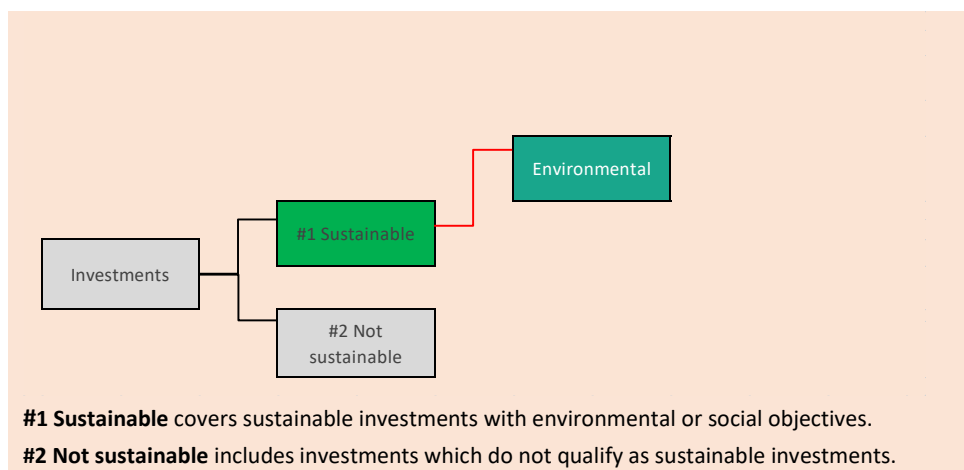 Environmental
#1 Sustainable
Investments
#2 Not
sustainable
#1 Sustainable covers sustainable investments with environmental or social objectives.
#2 Not sustainable includes investments which do not qualify as sustainable investments.